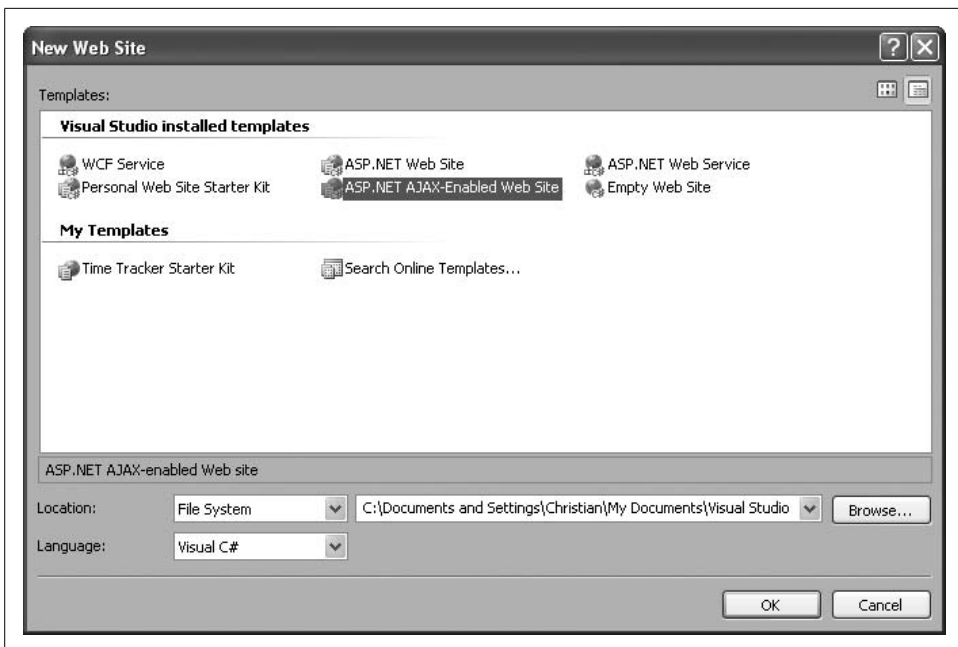 New Web Site
Templates:
Visual Studio installed templates
WCF Service
ASP.NET Web Site
ASP.NET Web Service
Personal Web Site Starter Kit
ASP.NET AJAX-Enabled Web Site
Empty Web Site
My Templates
Time Tracker Starter Kit
Search Online Templates...
ASP.NET AJAX-enabled Web site
Location:
File System
C:\Documents and Settings\Christian\My Documents\Visual Studio
Browse...
Language:
Visual C#
OK
Cancel